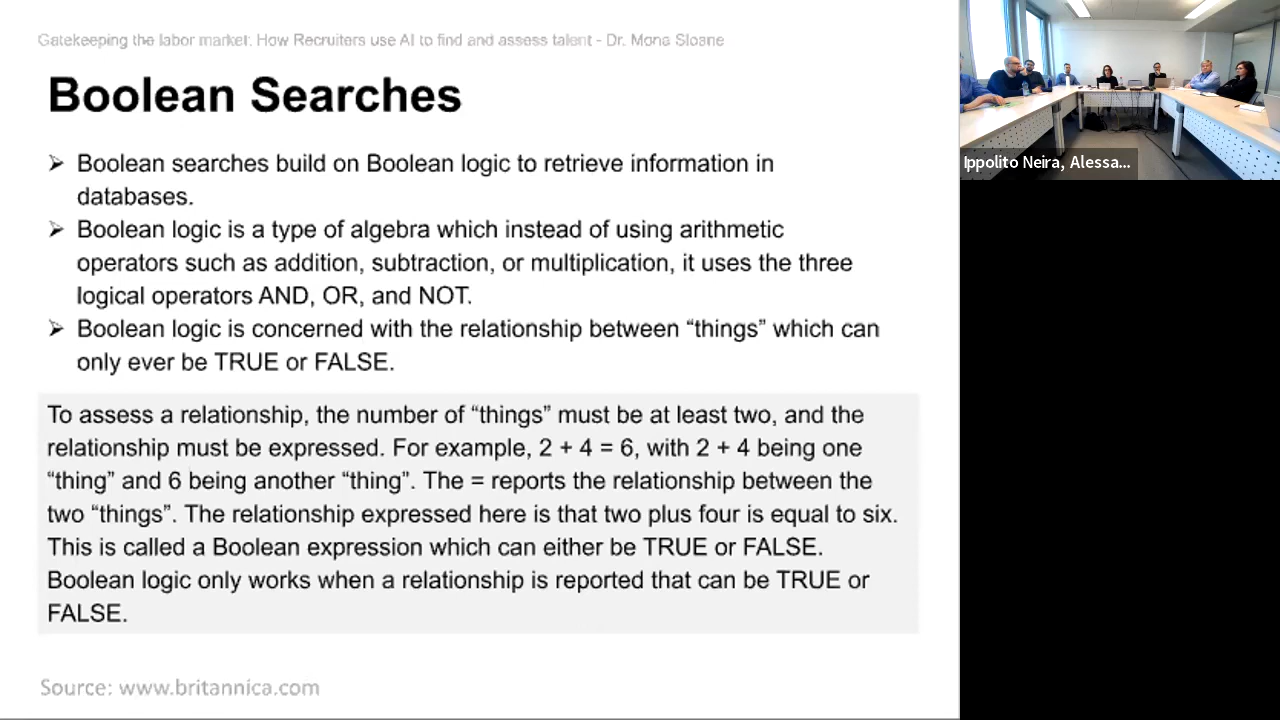 Gatekeeping the labor market: How Recruiters use AI to find and assess talent - Dr. Mona Sloane
Boolean Searches
➢ Boolean searches build on Boolean logic to retrieve information in
databases.
➢ Boolean logic is a type of algebra which instead of using arithmetic
operators such as addition, subtraction, or multiplication, it uses the three
logical operators AND, OR, and NOT.
➢ Boolean logic is concerned with the relationship between “things” which can
only ever be TRUE or FALSE.
To assess a relationship, the number of “things” must be at least two, and the
relationship must be expressed. For example, 2 + 4 = 6, with 2 + 4 being one
“thing” and 6 being another “thing”. The = reports the relationship between the
two “things”. The relationship expressed here is that two plus four is equal to six.
This is called a Boolean expression which can either be TRUE or FALSE.
Boolean logic only works when a relationship is reported that can be TRUE or
FALSE.
Source: www.britannica.com
Ippolito Neira, Alessa...